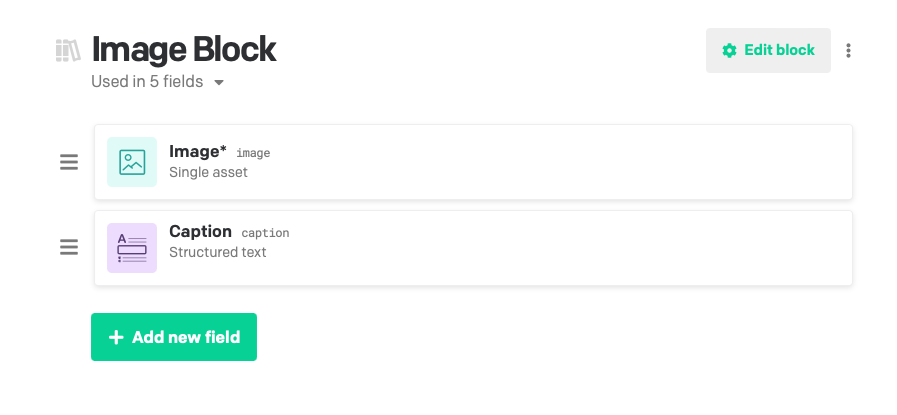 Image Block
Edit block
Used in 5 fields
Image* image
Single asset
Caption caption
Structured text
Add new field